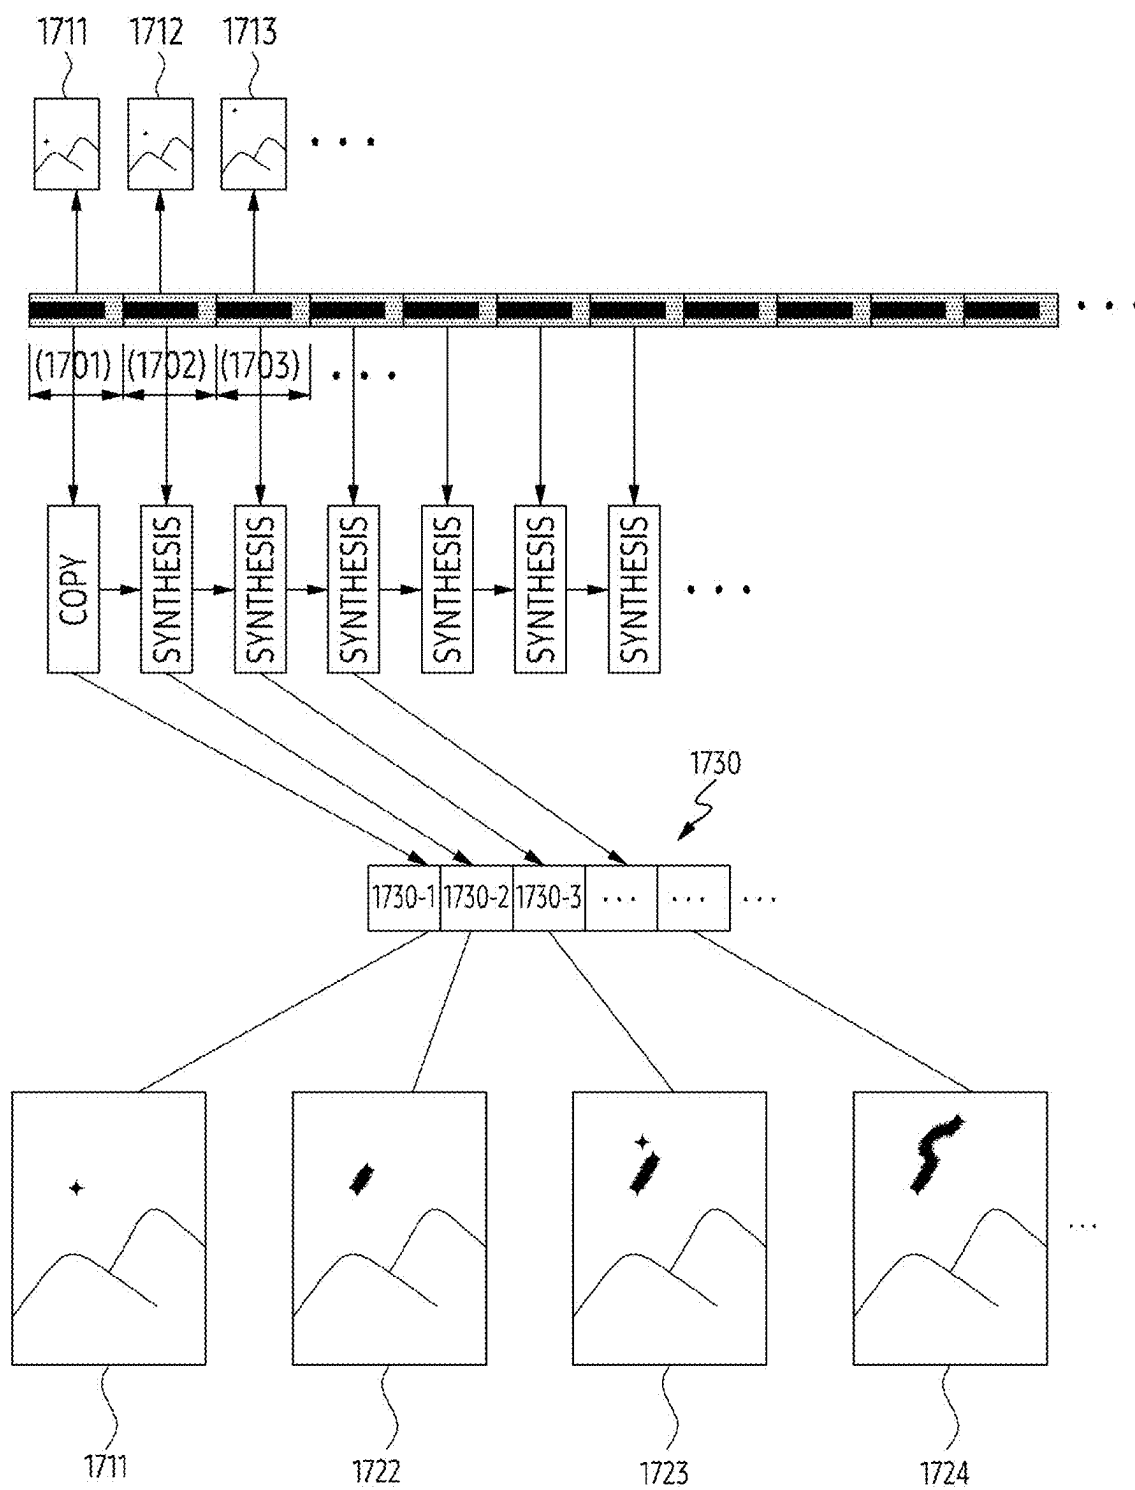 1711 1712 1713
. . .
. . .
(1701) (1702) (1703) . . .
COPY SYNTHESIS SYNTHESIS SYNTHESIS SYNTHESIS SYNTHESIS SYNTHESIS . . .
1730
1730-1 1730-2 1730-3 ... ... ...
...
1711 1722 1723 1724